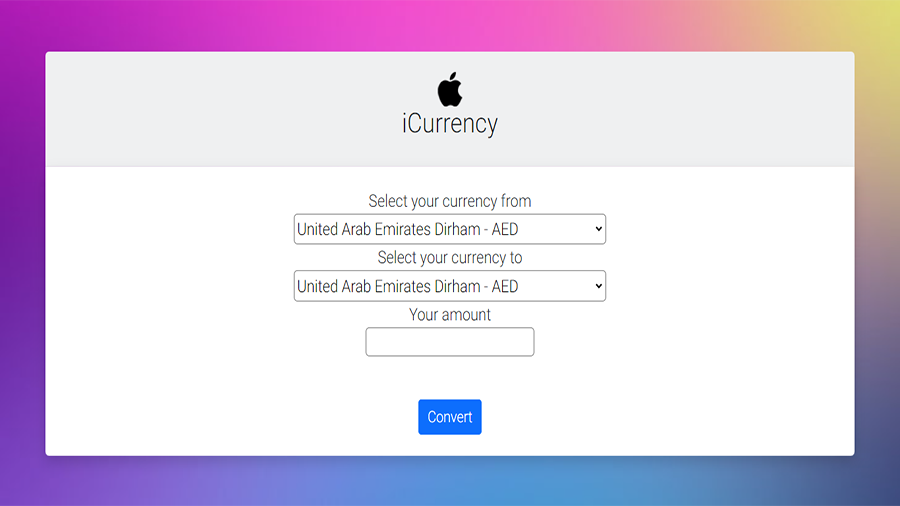 iCurrency
Select your currency from
United Arab Emirates Dirham - AED
Select your currency to
United Arab Emirates Dirham - AED
Your amount
Convert